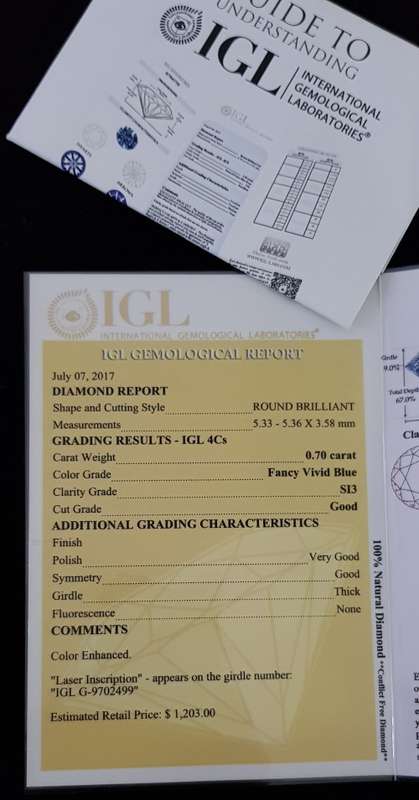 GUIDE TO
UNDERSTANDING
IGL
INTERNATIONAL
GEMOLOGICAL
LABORATORIES®
IGL
INTERNATIONAL GEMOLOGICAL LABORATORIES®
IGL GEMOLOGICAL REPORT
July 07, 2017
DIAMOND REPORT
Shape and Cutting Style ROUND BRILLIANT
Measurements 5.33 - 5.36 X 3.58 mm
GRADING RESULTS - IGL 4Cs
Carat Weight 0.70 carat
Color Grade Fancy Vivid Blue
Clarity Grade SI3
Cut Grade Good
ADDITIONAL GRADING CHARACTERISTICS
Finish
Polish Very Good
Symmetry Good
Girdle Thick
Fluorescence None
COMMENTS
Color Enhanced.
"Laser Inscription" - appears on the girdle number:
"IGL G-9702499"
Estimated Retail Price: $ 1,203.00
Girdle
9.0%
Total Depth
67.0%
100% Natural Diamond **Conflict Free Diamond**